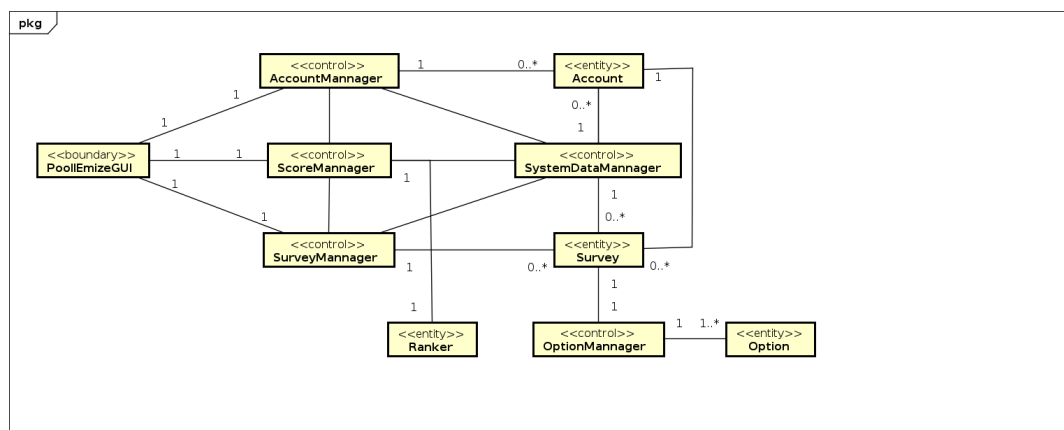 pkg
<<control>>
AccountMannager
1
0..*
<<entity>>
Account
1
1
0..*
1
1
<<boundary>>
PoollEmizeGUI
1
1
<<control>>
ScoreMannager
1
<<control>>
SystemDataMannager
1
1
0..*
1
<<control>>
SurveyMannager
1
0..*
<<entity>>
Survey
0..*
1
1
1
<<entity>>
Ranker
<<control>>
OptionMannager
1
1..*
<<entity>>
Option